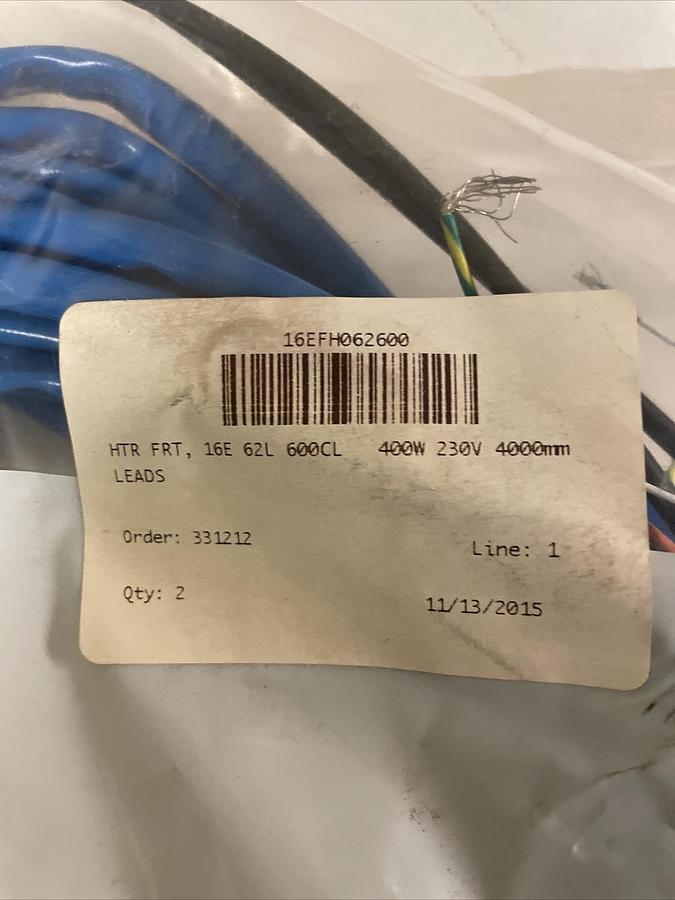 16EFH062600
HTR FRT, 16E 62L 600CL 400W 230V 4000mm
LEADS
Order: 331212
Line: 1
Qty: 2
11/13/2015